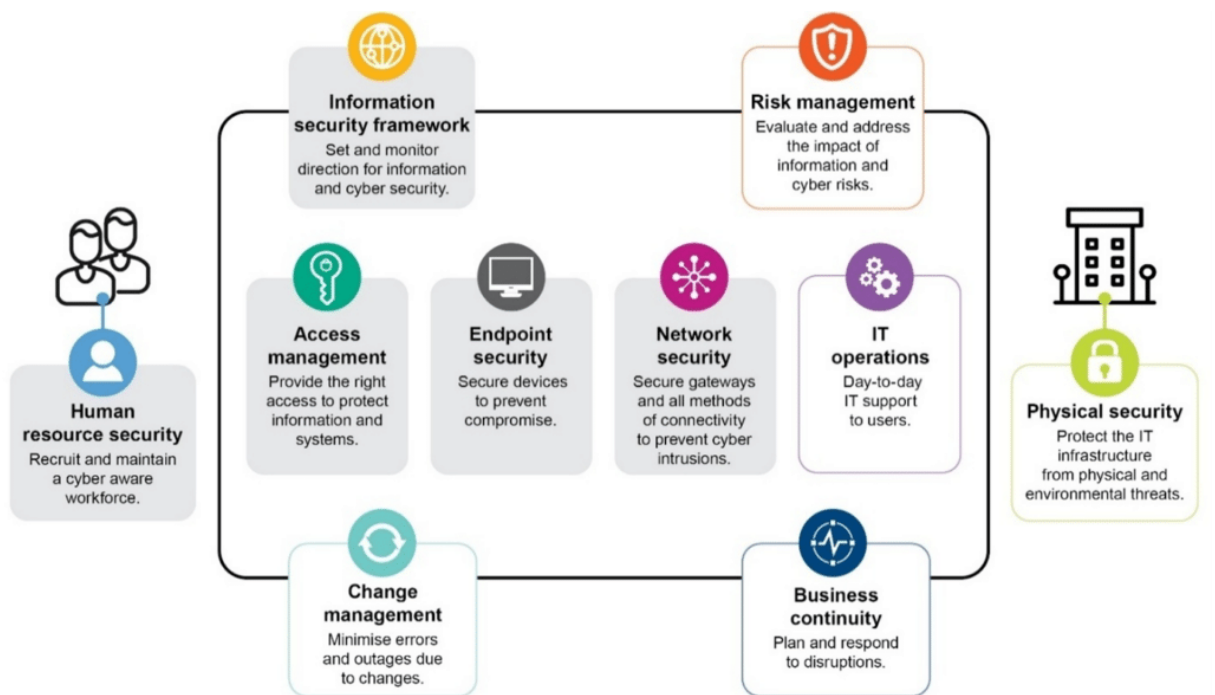 Information
security framework
Set and monitor
direction for information
and cyber security.
Risk management
Evaluate and address
the impact of
information and
cyber risks.
Human
resource security
Recruit and maintain
a cyber aware
workforce.
Access
management
Provide the right
access to protect
information and
systems.
Endpoint
security
Secure devices
to prevent
compromise.
Network
security
Secure gateways
and all methods
of connectivity
to prevent cyber
intrusions.
IT
operations
Day-to-day
IT support
to users.
Physical security
Protect the IT
infrastructure
from physical and
environmental threats.
Change
management
Minimise errors
and outages due
to changes.
Business
continuity
Plan and respond
to disruptions.